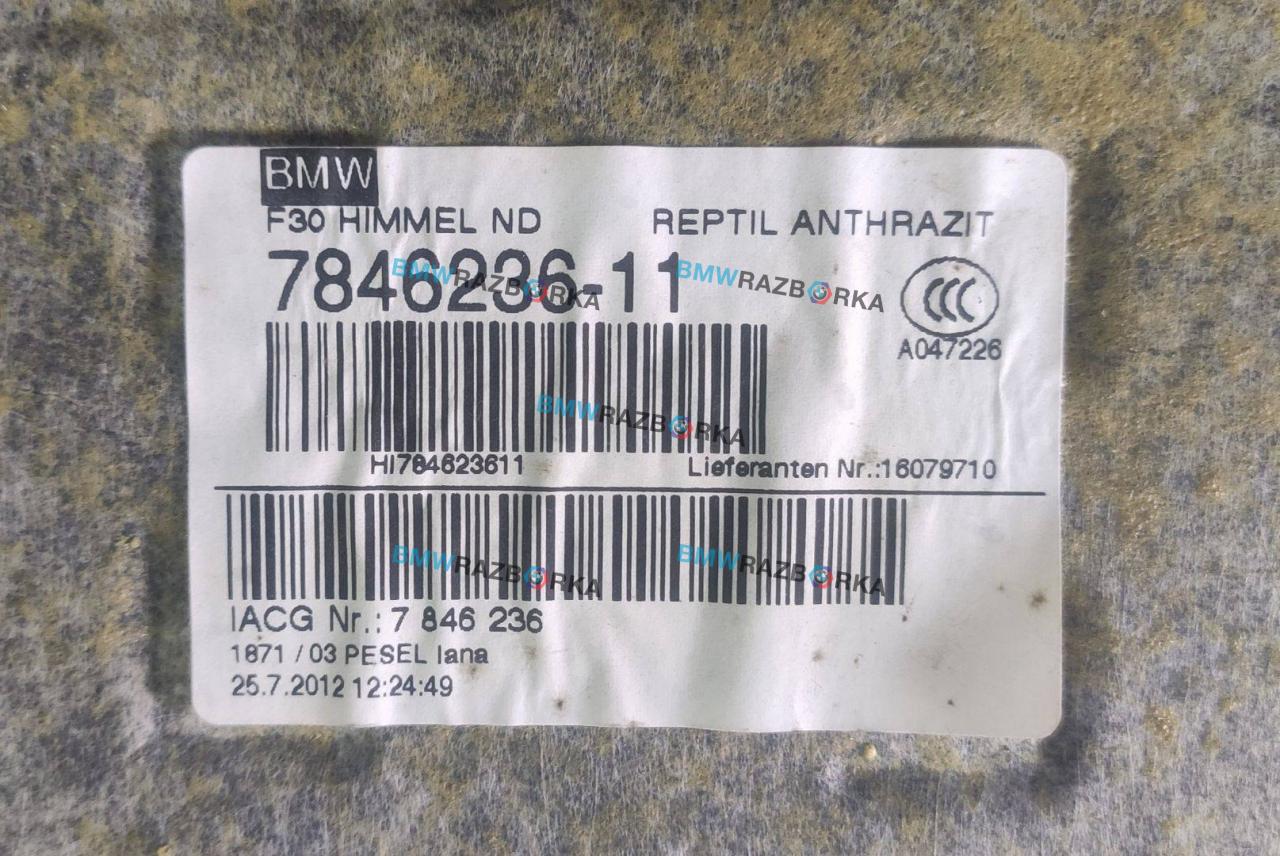 BMW
F30 HIMMEL ND REPTIL ANTHRAZIT
7846236-11
CCC
A047226
HI784623611
Lieferanten Nr.:16079710
IACG Nr.: 7 846 236
1871 / 03 PESEL Iana
25.7.2012 12:24:49
BMWRAZBORKA
BMWRAZBORKA
BMWRAZBORKA
BMWRAZBORKA
BMWRAZBORKA